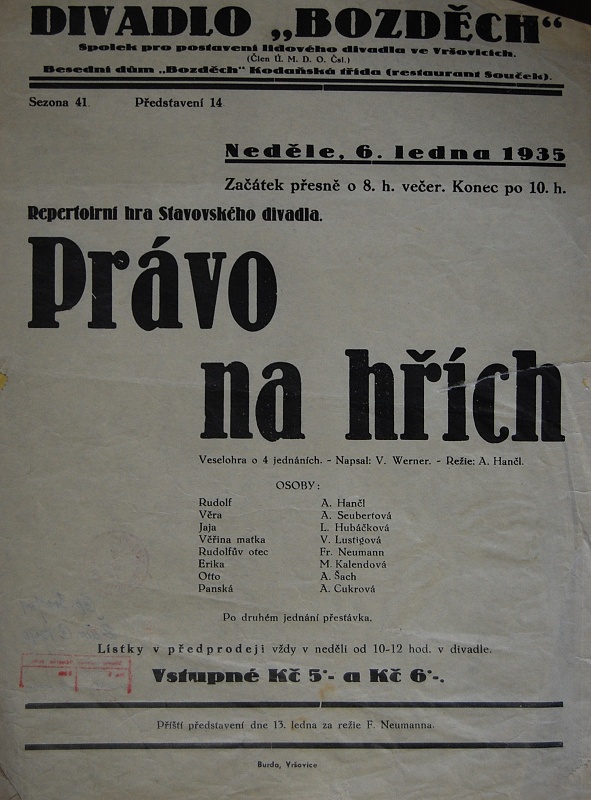 DIVADLO „BOZDĚCH“
Spolek pro postavení lidového divadla ve Vršovicích.
(Člen Ú. M. D. O. Čsl.)
Besední dům „Bozděch“ Kodaňská třída (restaurant Souček).
Sezona 41 Představení 14
Neděle, 6. ledna 1935
Začátek přesně o 8. h. večer. Konec po 10. h.
Repertoirní hra Stavovského divadla.
Právo
na hřích
Veselohra o 4 jednáních. - Napsal: V. Werner. - Režie: A. Hančl.
OSOBY:
Rudolf A. Hančl
Věra A. Seubertová
Jaja L. Hubáčková
Věřina matka V. Lustigová
Rudolfův otec Fr. Neumann
Erika M. Kalendová
Otto A. Šach
Panská A. Cukrová
Po druhém jednání přestávka.
Lístky v předprodeji vždy v neděli od 10-12 hod. v divadle.
Vstupné Kč 5·- a Kč 6·-.
Příští představení dne 13. ledna za režie F. Neumanna.
Burda, Vršovice